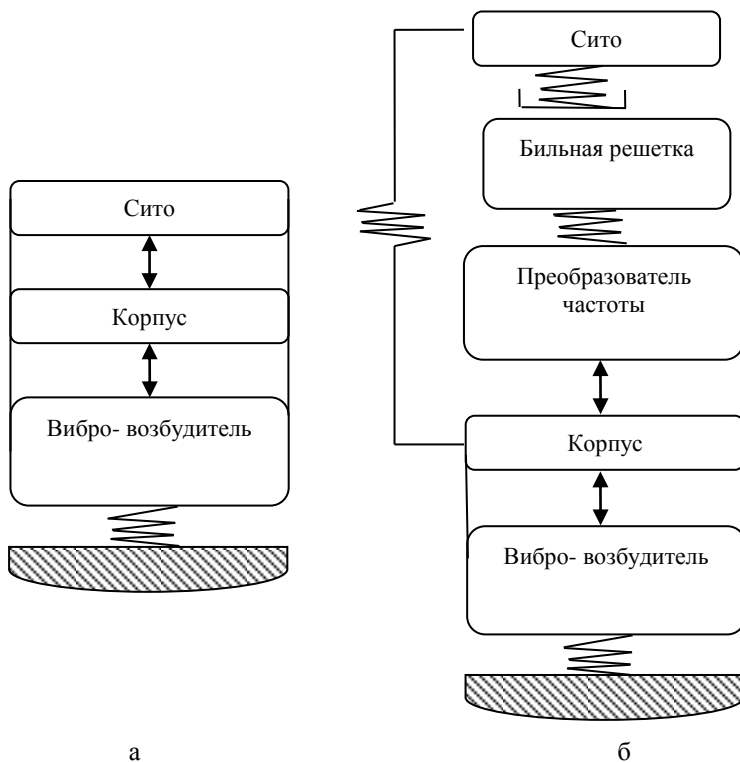 Сито
Корпус
Вибро- возбудитель
а
Сито
Бильная решетка
Преобразователь
частоты
Корпус
Вибро- возбудитель
б